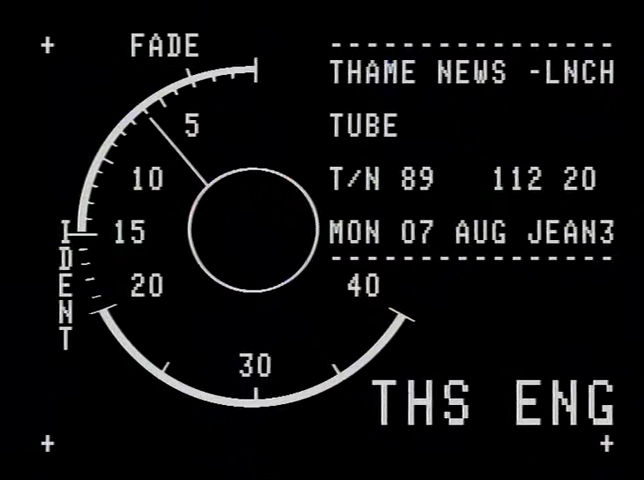 FADE
----------------
THAME NEWS -LNCH
5
TUBE
10
T/N 89 112 20
15
MON 07 AUG JEAN3
----------------
IDENT
20
40
30
THS ENG